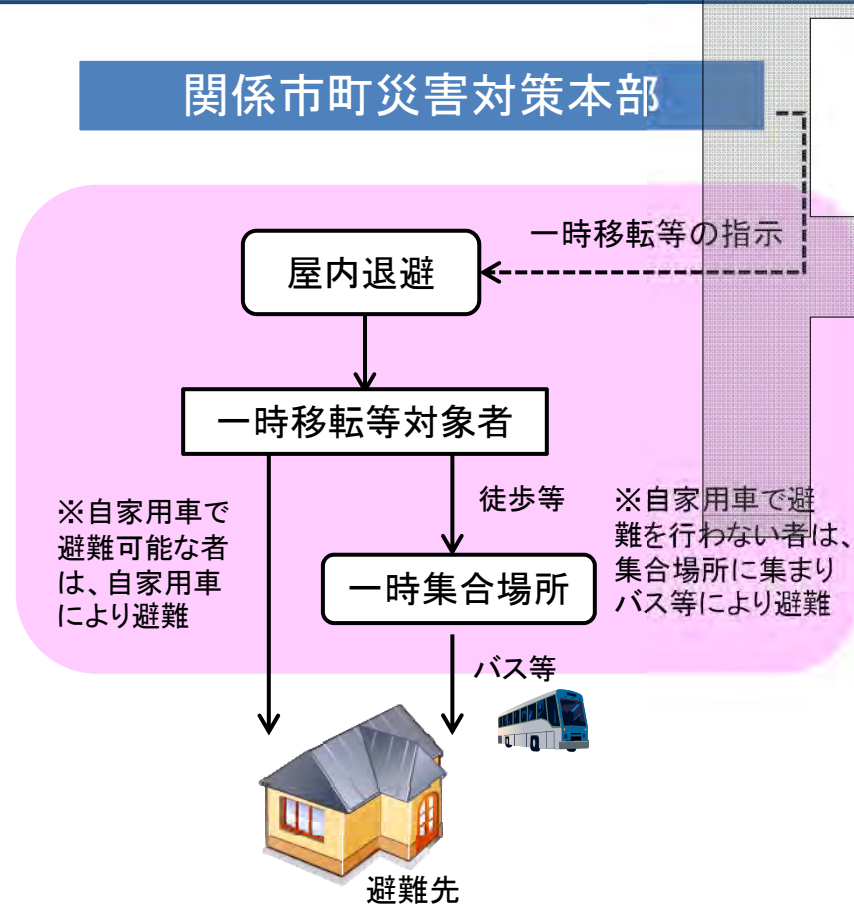 関係市町災害対策本部
一時移転等の指示
屋内退避
一時移転等対象者
※自家用車で
避難可能な者
は、自家用車
により避難
徒歩等
※自家用車で避
難を行わない者は、
集合場所に集まり
バス等により避難
一時集合場所
バス等
避難先